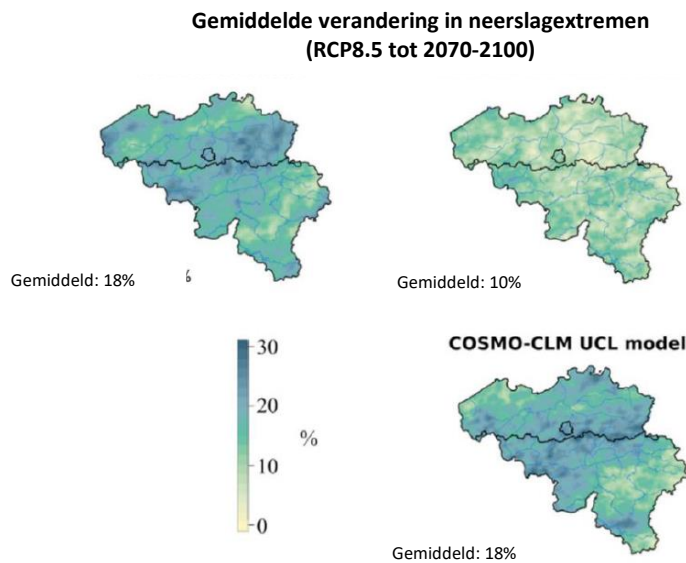 Gemiddelde verandering in neerslagextremen
(RCP8.5 tot 2070-2100)
Gemiddeld: 18%
Gemiddeld: 10%
COSMO-CLM UCL model
30
20
%
10
0
Gemiddeld: 18%